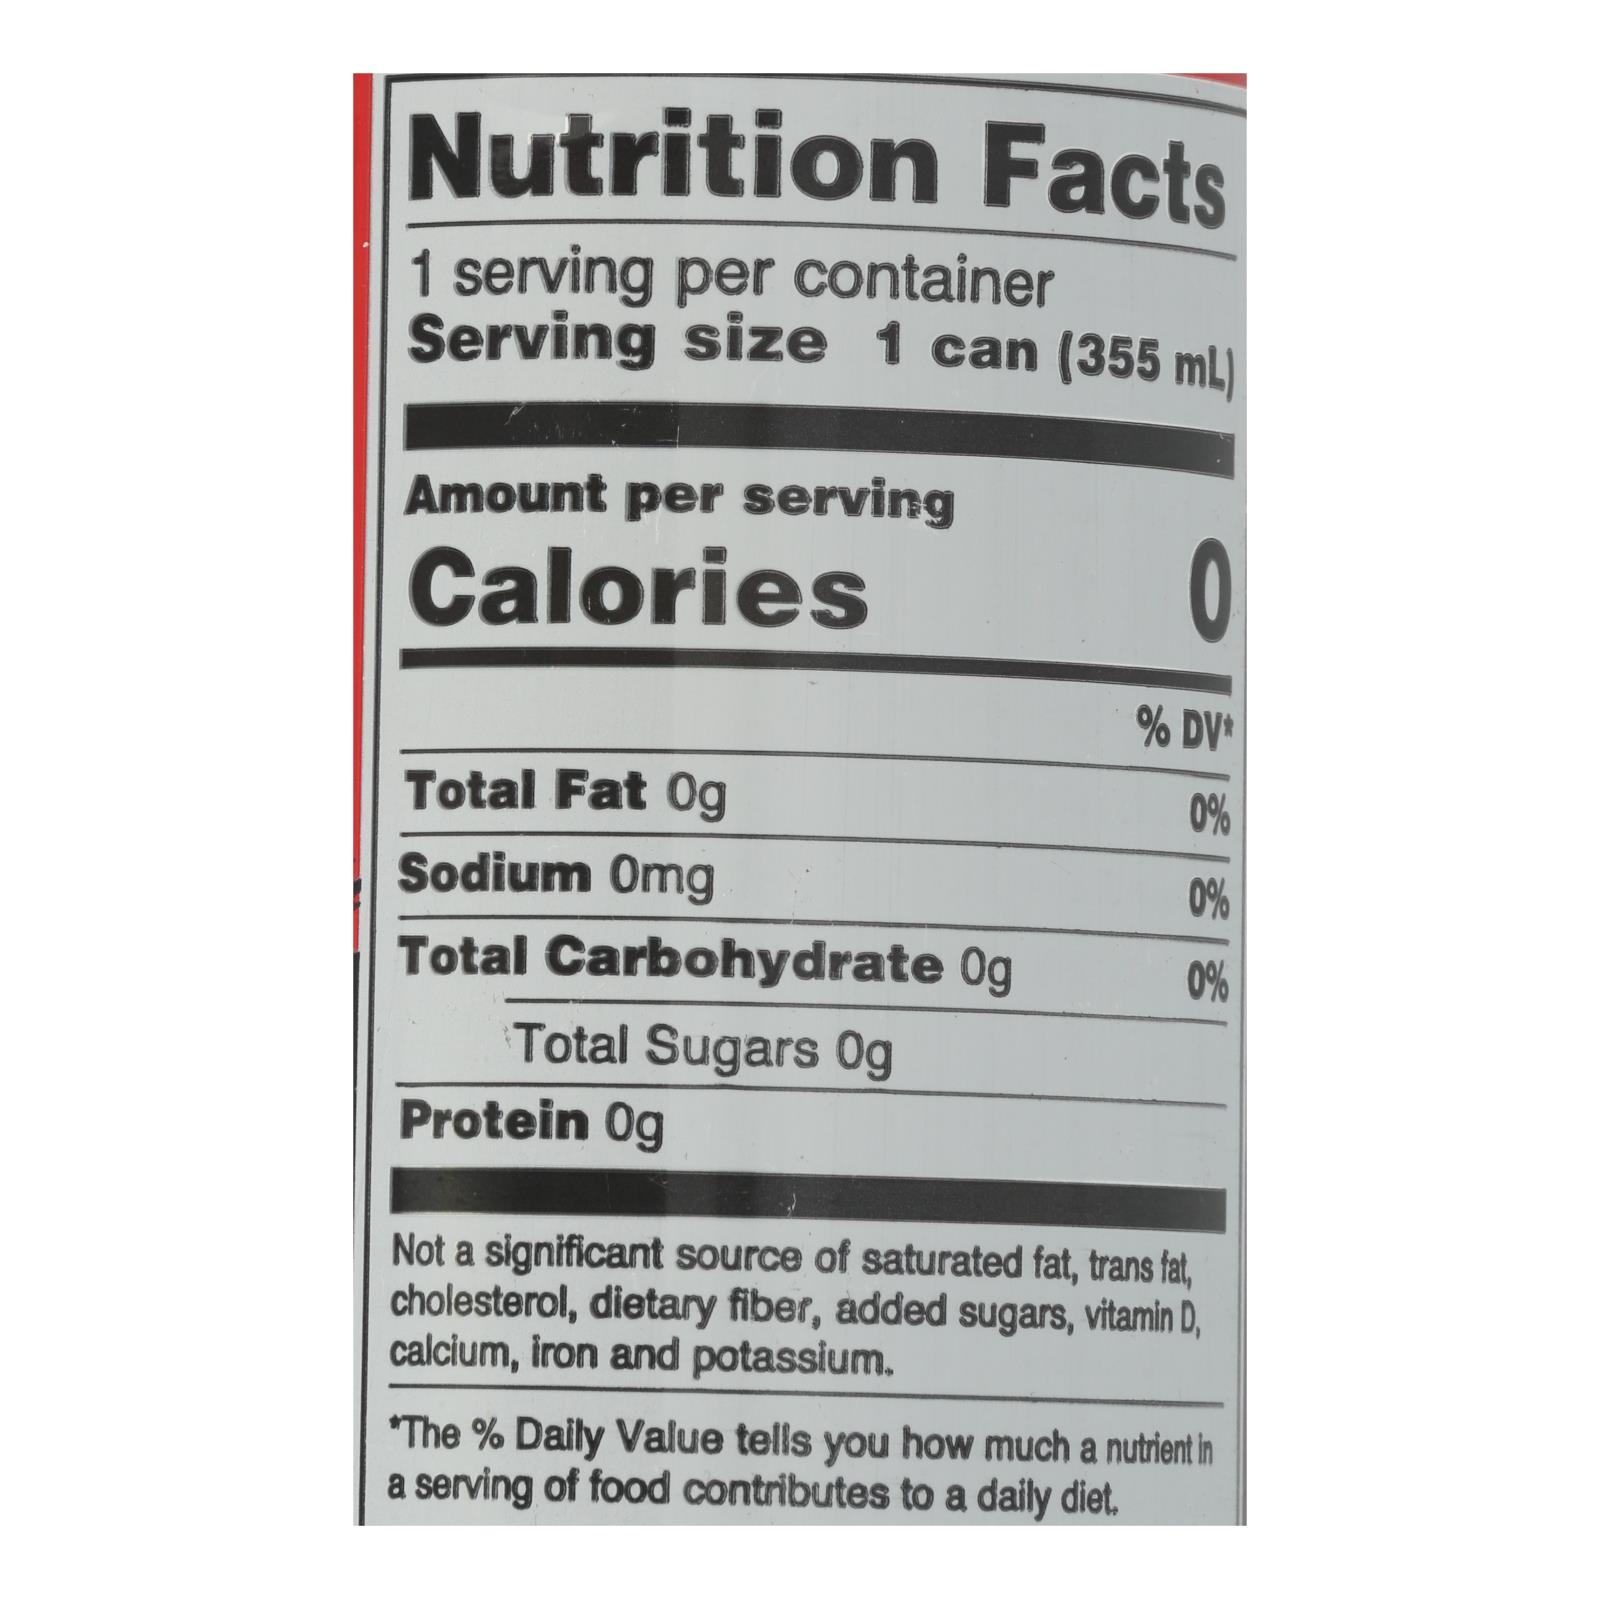 Nutrition Facts
1 serving per container
Serving size 1 can (355 mL)
Amount per serving
Calories 0
% DV*
Total Fat 0g 0%
Sodium 0mg 0%
Total Carbohydrate 0g 0%
Total Sugars 0g
Protein 0g
Not a significant source of saturated fat, trans fat,
cholesterol, dietary fiber, added sugars, vitamin D,
calcium, iron and potassium.
*The % Daily Value tells you how much a nutrient in
a serving of food contributes to a daily diet.